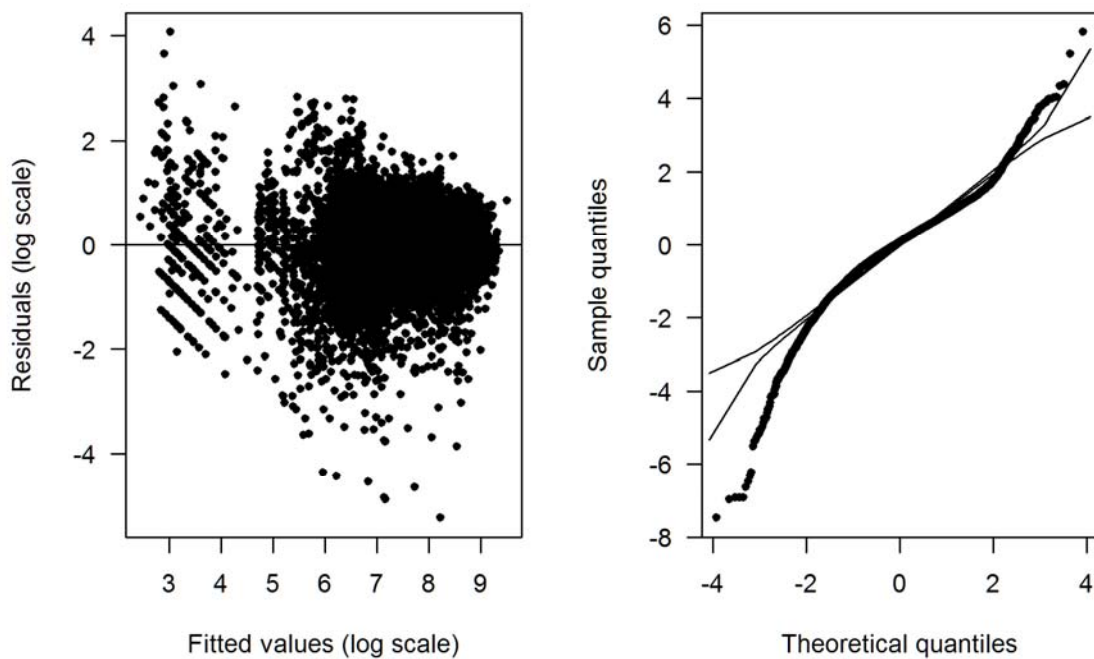 4
2
0
-2
-4
Residuals (log scale)
3 4 5 6 7 8 9
Fitted values (log scale)
6
4
2
0
-2
-4
-6
-8
Sample quantiles
-4 -2 0 2 4
Theoretical quantiles